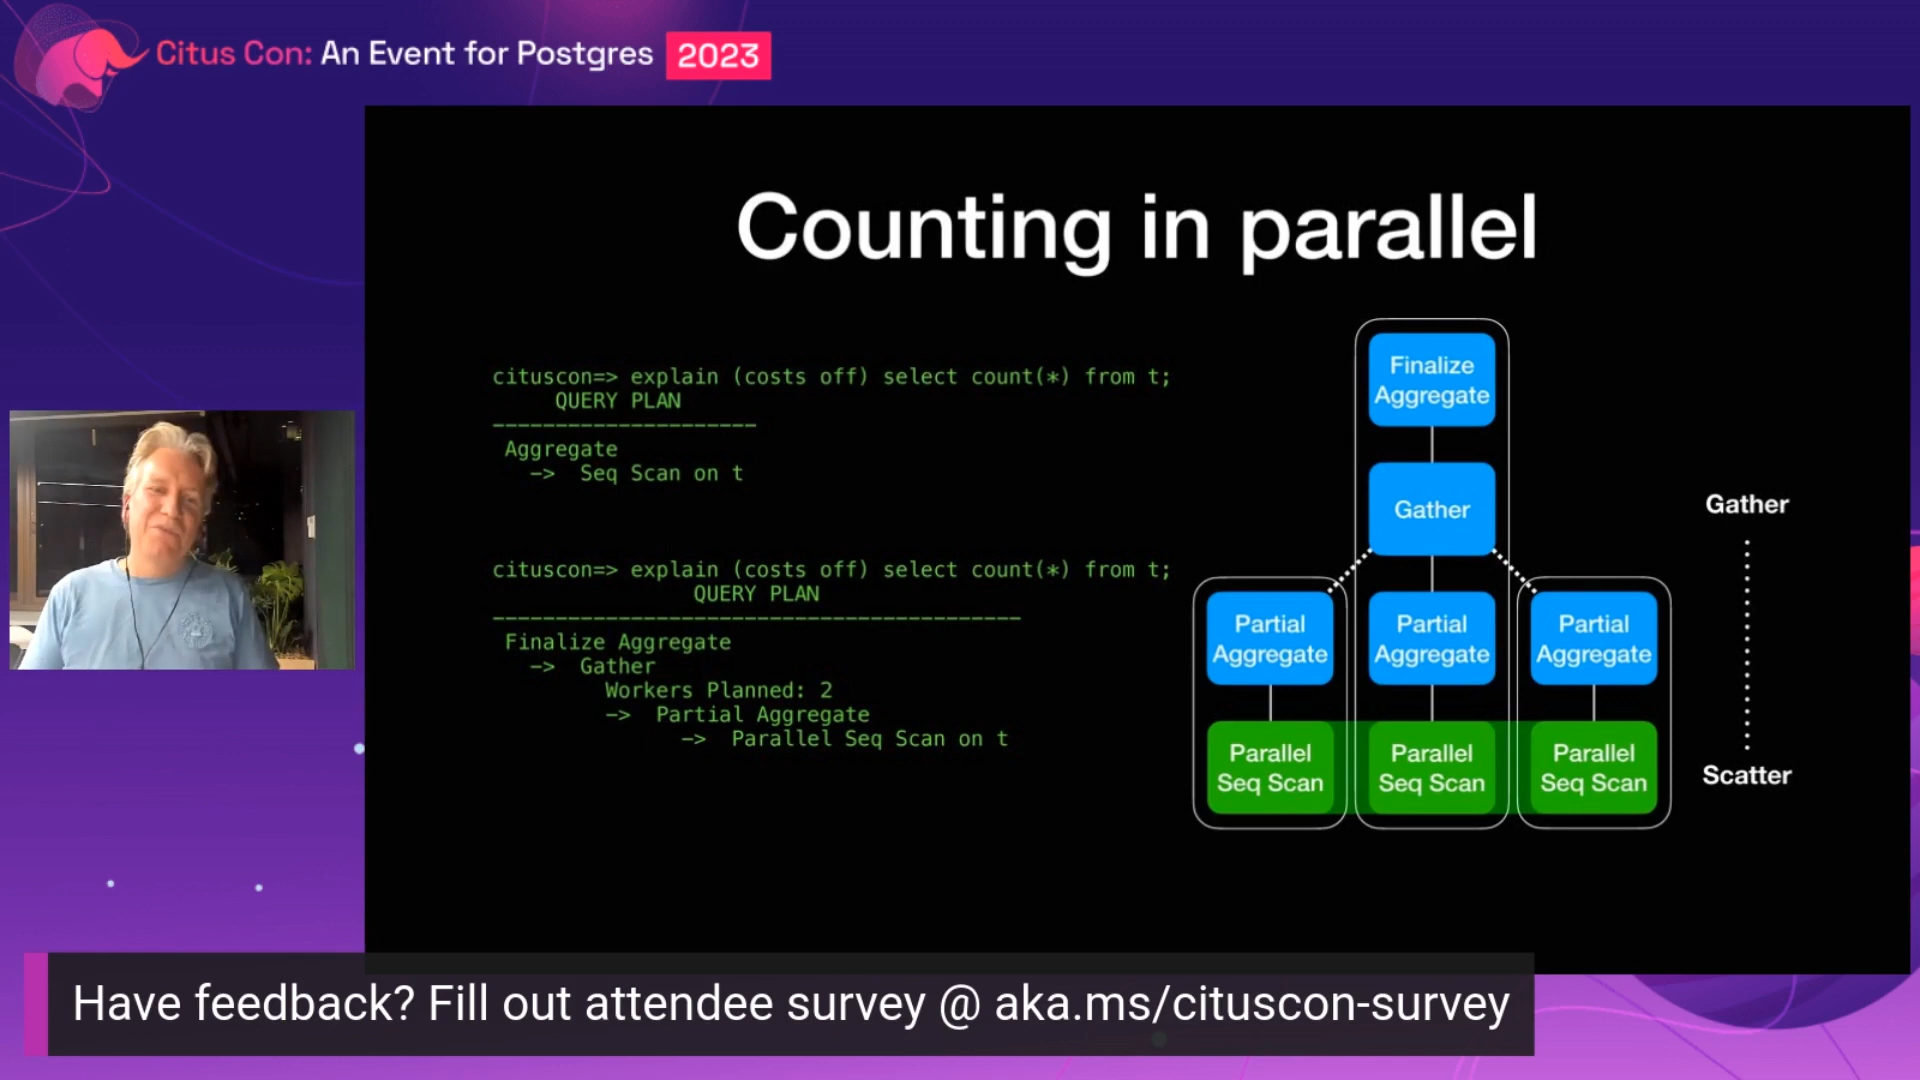 Citus Con: An Event for Postgres 2023
Counting in parallel
cituscon=> explain (costs off) select count(*) from t;
QUERY PLAN
---------------------
Aggregate
-> Seq Scan on t
cituscon=> explain (costs off) select count(*) from t;
QUERY PLAN
------------------------------------------
Finalize Aggregate
-> Gather
Workers Planned: 2
-> Partial Aggregate
-> Parallel Seq Scan on t
Finalize
Aggregate
Gather
Partial
Aggregate
Partial
Aggregate
Partial
Aggregate
Parallel
Seq Scan
Parallel
Seq Scan
Parallel
Seq Scan
Gather
Scatter
Have feedback? Fill out attendee survey @ aka.ms/cituscon-survey